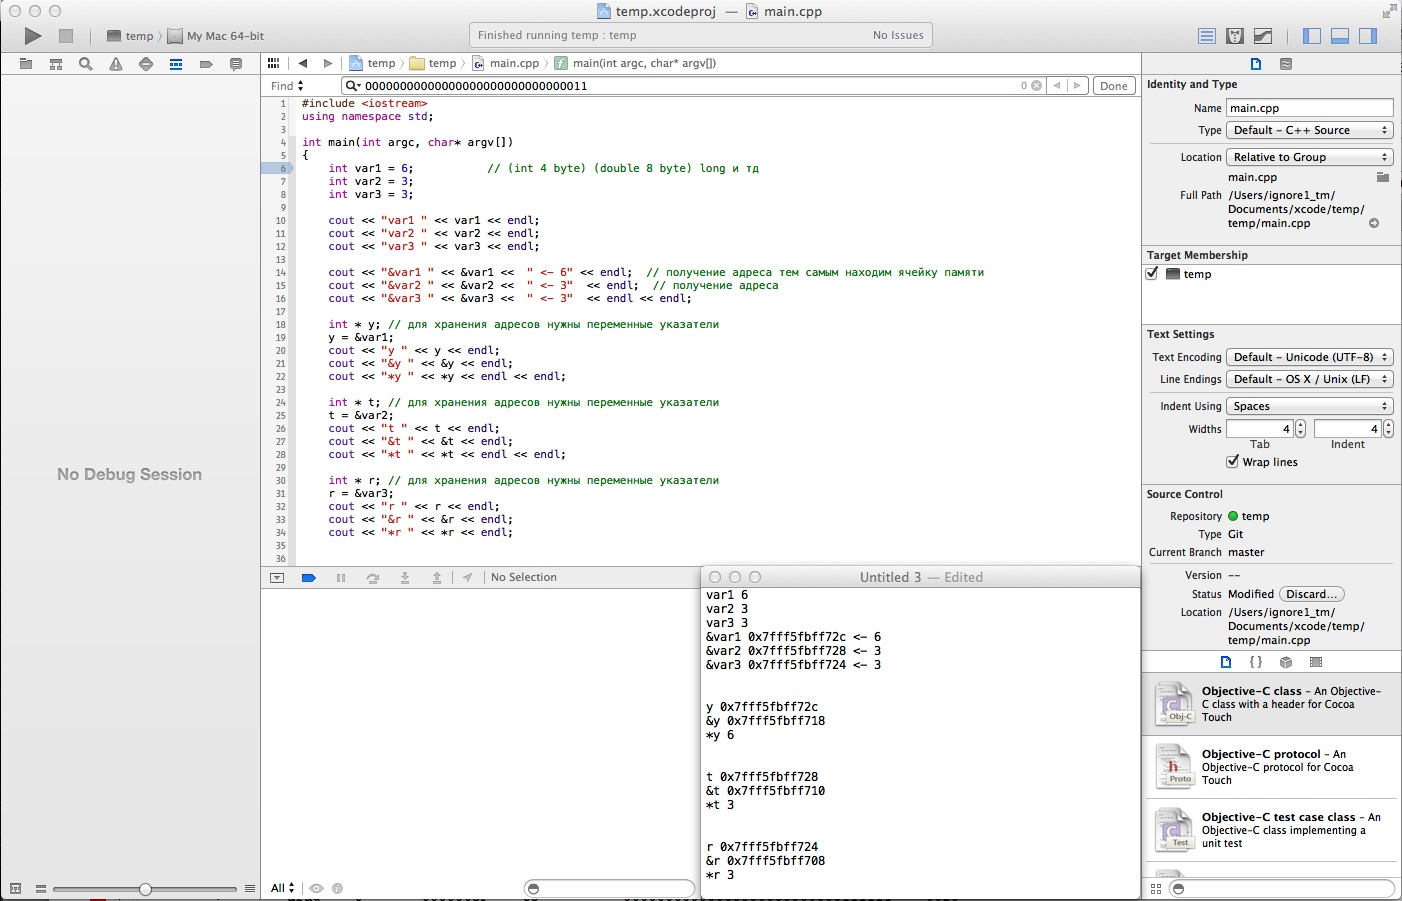 temp.xcodeproj — main.cpp
temp 〉 My Mac 64-bit
Finished running temp : temp
No Issues
temp 〉 temp 〉 main.cpp 〉 main(int argc, char* argv[])
Find
0
Done
1 #include <iostream>
2 using namespace std;
3
4 int main(int argc, char* argv[])
5 {
6 int var1 = 6; // (int 4 byte) (double 8 byte) long и тд
7 int var2 = 3;
8 int var3 = 3;
9
10 cout << "var1 " << var1 << endl;
11 cout << "var2 " << var2 << endl;
12 cout << "var3 " << var3 << endl;
13
14 cout << "&var1 " << &var1 << " <- 6" << endl; // получение адреса тем самым находим ячейку памяти
15 cout << "&var2 " << &var2 << " <- 3" << endl; // получение адреса
16 cout << "&var3 " << &var3 << " <- 3" << endl << endl;
17
18 int * y; // для хранения адресов нужны переменные указатели
19 y = &var1;
20 cout << "y " << y << endl;
21 cout << "&y " << &y << endl;
22 cout << "*y " << *y << endl << endl;
23
24 int * t; // для хранения адресов нужны переменные указатели
25 t = &var2;
26 cout << "t " << t << endl;
27 cout << "&t " << &t << endl;
28 cout << "*t " << *t << endl << endl;
29
30 int * r; // для хранения адресов нужны переменные указатели
31 r = &var3;
32 cout << "r " << r << endl;
33 cout << "&r " << &r << endl;
34 cout << "*r " << *r << endl;
35
36
No Debug Session
No Selection
All
Untitled 3 — Edited
var1 6
var2 3
var3 3
&var1 0x7fff5fbff72c <- 6
&var2 0x7fff5fbff728 <- 3
&var3 0x7fff5fbff724 <- 3
y 0x7fff5fbff72c
&y 0x7fff5fbff718
*y 6
t 0x7fff5fbff728
&t 0x7fff5fbff710
*t 3
r 0x7fff5fbff724
&r 0x7fff5fbff708
*r 3
Identity and Type
Name main.cpp
Type Default - C++ Source
Location Relative to Group
main.cpp
Full Path /Users/ignore1_tm/
Documents/xcode/temp/
temp/main.cpp
Target Membership
temp
Text Settings
Text Encoding Default - Unicode (UTF-8)
Line Endings Default - OS X / Unix (LF)
Indent Using Spaces
Widths 4 4
Tab Indent
Wrap lines
Source Control
Repository temp
Type Git
Current Branch master
Version --
Status Modified Discard...
Location /Users/ignore1_tm/
Documents/xcode/temp/
temp/main.cpp
{ }
Obj-C
Objective-C class - An Objective-
C class with a header for Cocoa
Touch
h
Proto
Objective-C protocol - An
Objective-C protocol for Cocoa
Touch
Test
Objective-C test case class - An
Objective-C class implementing a
unit test